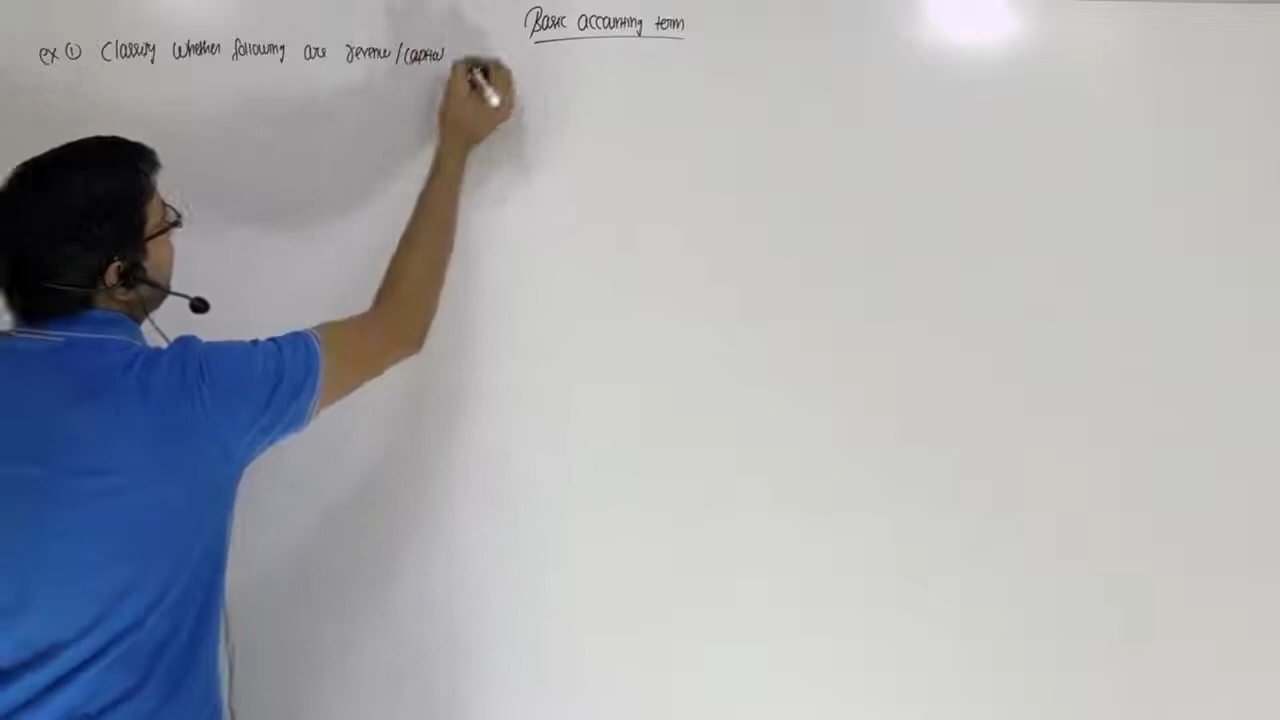 Basic accounting term
ex ① Classify whether following are revenue/capital